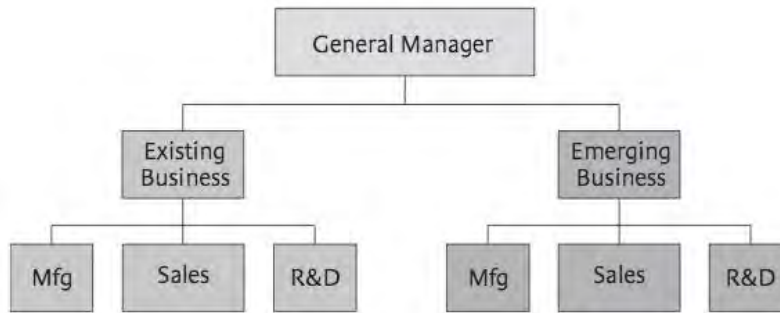 General Manager
Existing
Business
Emerging
Business
Mfg
Sales
R&D
Mfg
Sales
R&D